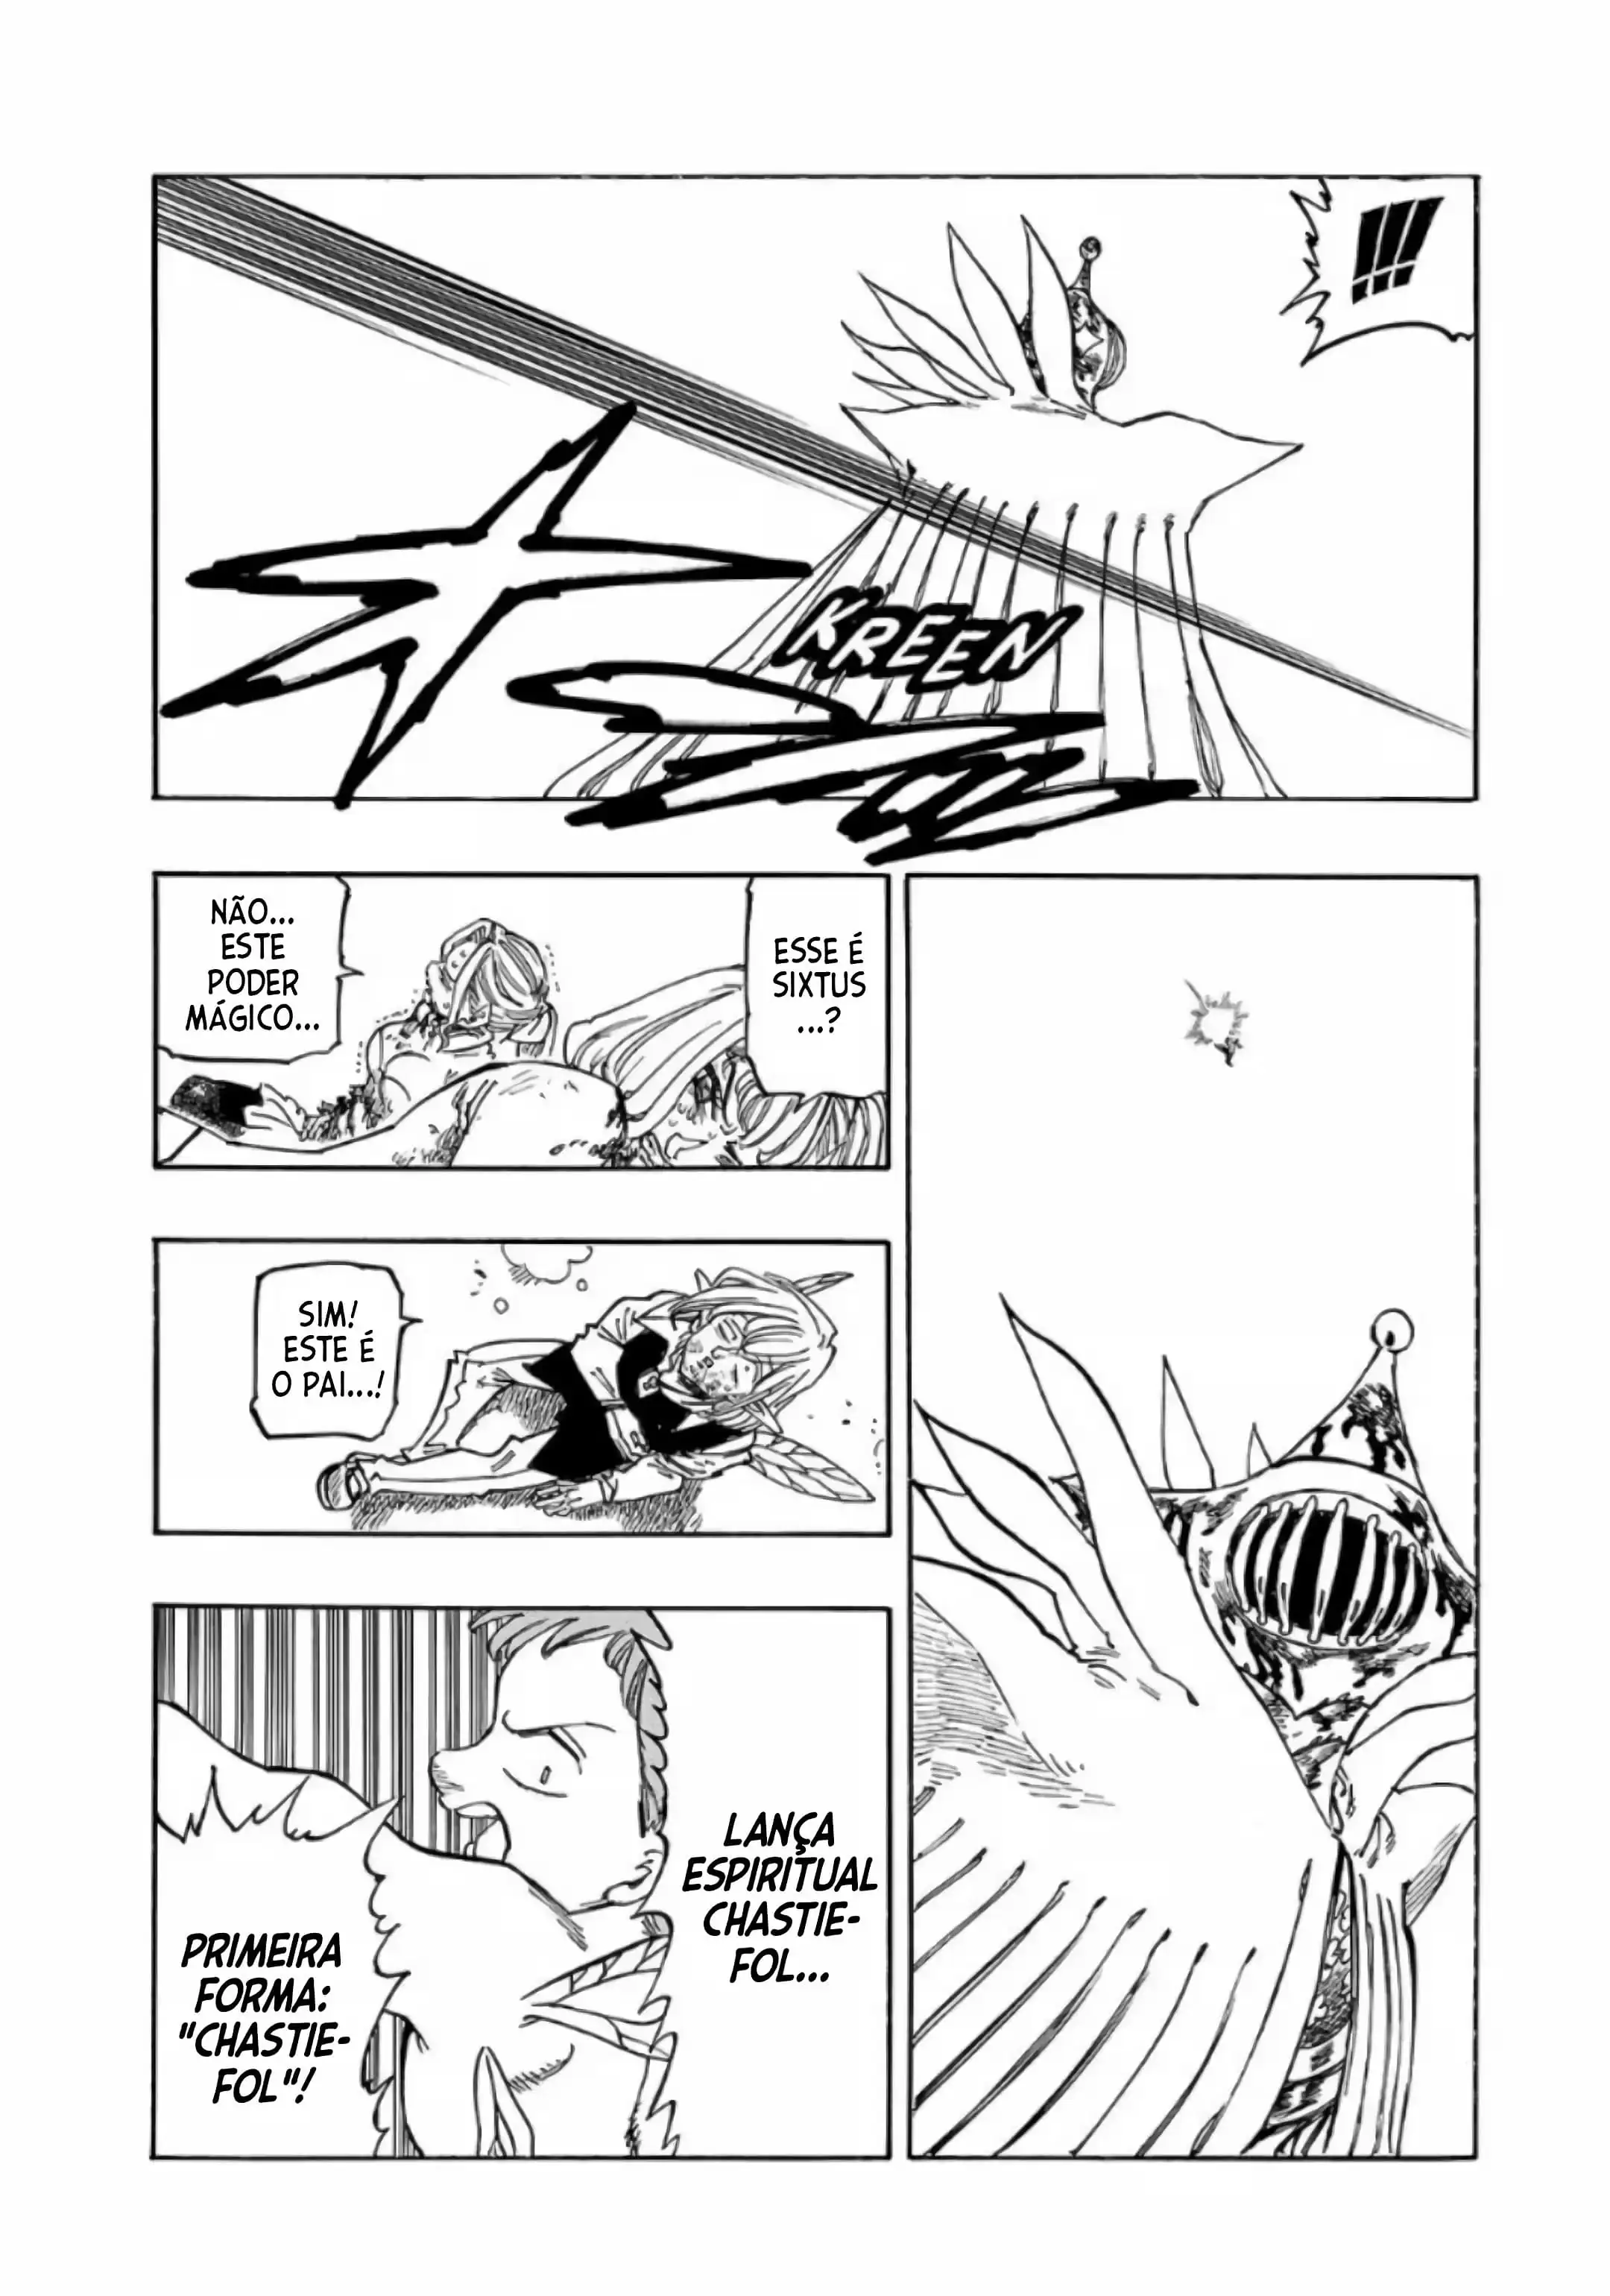 !!!
KREEN
ESSE É
SIXTUS
...?
NÃO...
ESTE
PODER
MÁGICO...
SIM!
ESTE É
O PAI...!
LANÇA
ESPIRITUAL
CHASTIE-
FOL...
PRIMEIRA
FORMA:
"CHASTIE-
FOL"!